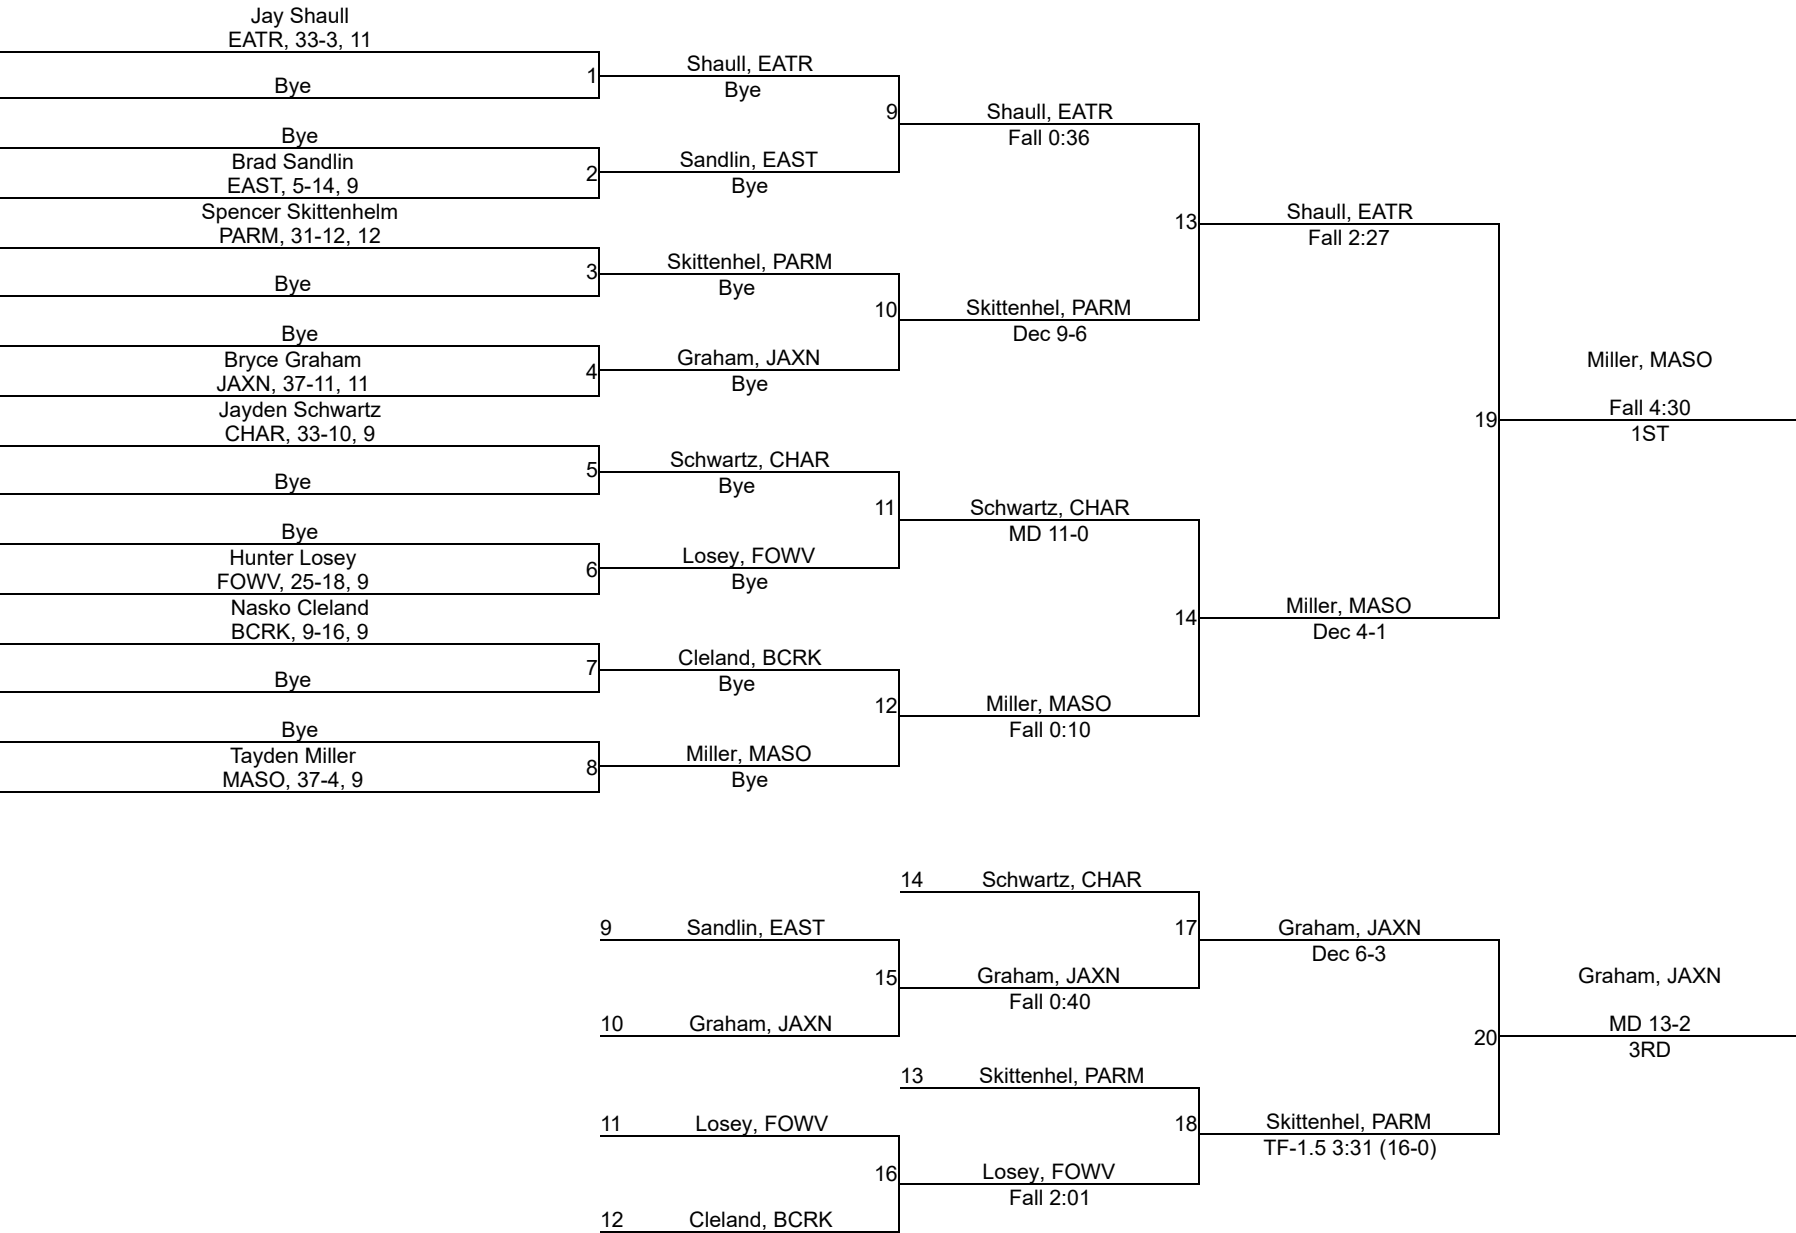 Jay Shaull
EATR, 33-3, 11
Bye
1
Bye
Brad Sandlin
EAST, 5-14, 9
2
Spencer Skittenhelm
PARM, 31-12, 12
Bye
3
Bye
Bryce Graham
JAXN, 37-11, 11
4
Jayden Schwartz
CHAR, 33-10, 9
Bye
5
Bye
Hunter Losey
FOWV, 25-18, 9
6
Nasko Cleland
BCRK, 9-16, 9
Bye
7
Bye
Tayden Miller
MASO, 37-4, 9
8
Shaull, EATR
Bye
9
Sandlin, EAST
Bye
Skittenhel, PARM
Bye
10
Graham, JAXN
Bye
Schwartz, CHAR
Bye
11
Losey, FOWV
Bye
Cleland, BCRK
Bye
12
Miller, MASO
Bye
Shaull, EATR
Fall 0:36
13
Skittenhel, PARM
Dec 9-6
Schwartz, CHAR
MD 11-0
14
Miller, MASO
Fall 0:10
Shaull, EATR
Fall 2:27
19
Miller, MASO
Dec 4-1
Miller, MASO
Fall 4:30
1ST
9 Sandlin, EAST
15
10 Graham, JAXN
11 Losey, FOWV
16
12 Cleland, BCRK
14 Schwartz, CHAR
17
Graham, JAXN
Fall 0:40
13 Skittenhel, PARM
18
Losey, FOWV
Fall 2:01
Graham, JAXN
Dec 6-3
20
Skittenhel, PARM
TF-1.5 3:31 (16-0)
Graham, JAXN
MD 13-2
3RD